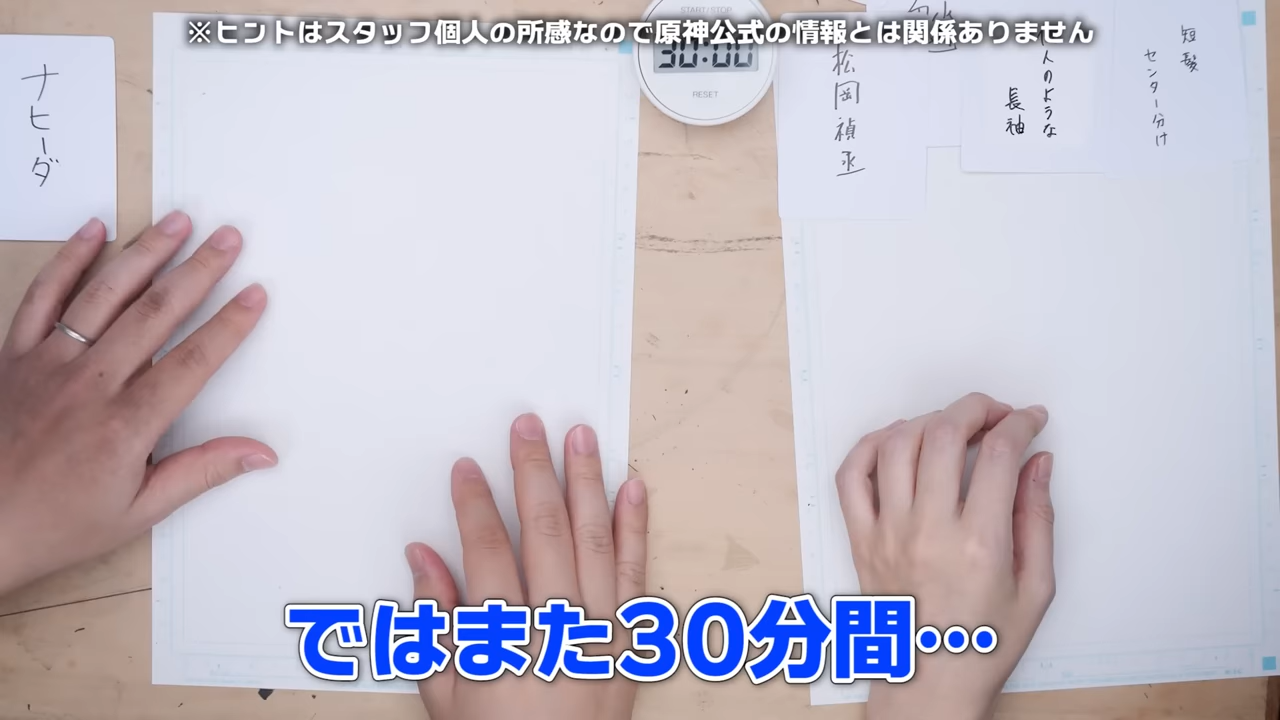 ※ヒントはスタッフ個人の所感なので原神公式の情報とは関係ありません
ナヒーダ
START/STOP
30:00
RESET
松岡禎丞
人のような
長袖
短髪
センター分け
ではまた30分間…